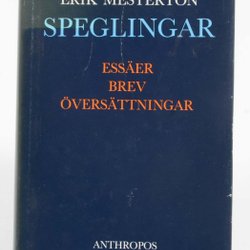 ERIK MESTERTON
SPEGLINGAR
ESSÄER
BREV
ÖVERSÄTTNINGAR
ANTHROPOS